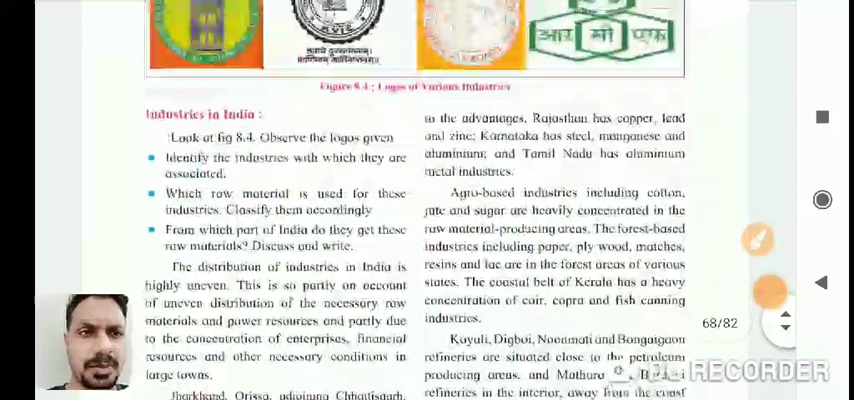 आर सी एफ
Figure 8.4 : Logos of Various Industries
Industries in India :
Look at fig 8.4. Observe the logos given
Identify the industries with which they are
associated.
Which raw material is used for these
industries. Classify them accordingly
From which part of India do they get these
raw materials? Discuss and write.
The distribution of industries in India is
highly uneven. This is so partly on account
of uneven distribution of the necessary raw
materials and power resources and partly due
to the concentration of enterprises, financial
resources and other necessary conditions in
large towns.
Jharkhand, Orissa, adjoining Chhattisgarh,
to the advantages. Rajasthan has copper, lead
and zinc; Karnataka has steel, manganese and
aluminium; and Tamil Nadu has aluminium
metal industries.
Agro-based industries including cotton,
jute and sugar are heavily concentrated in the
raw material-producing areas. The forest-based
industries including paper, ply wood, matches,
resins and lac are in the forest areas of various
states. The coastal belt of Kerala has a heavy
concentration of coir, copra and fish canning
industries.
Koyali, Digboi, Noonmati and Bongaigaon
refineries are situated close to the petroleum
producing areas, and Mathura
refineries in the interior, away from the coast
68/82
RECORDER